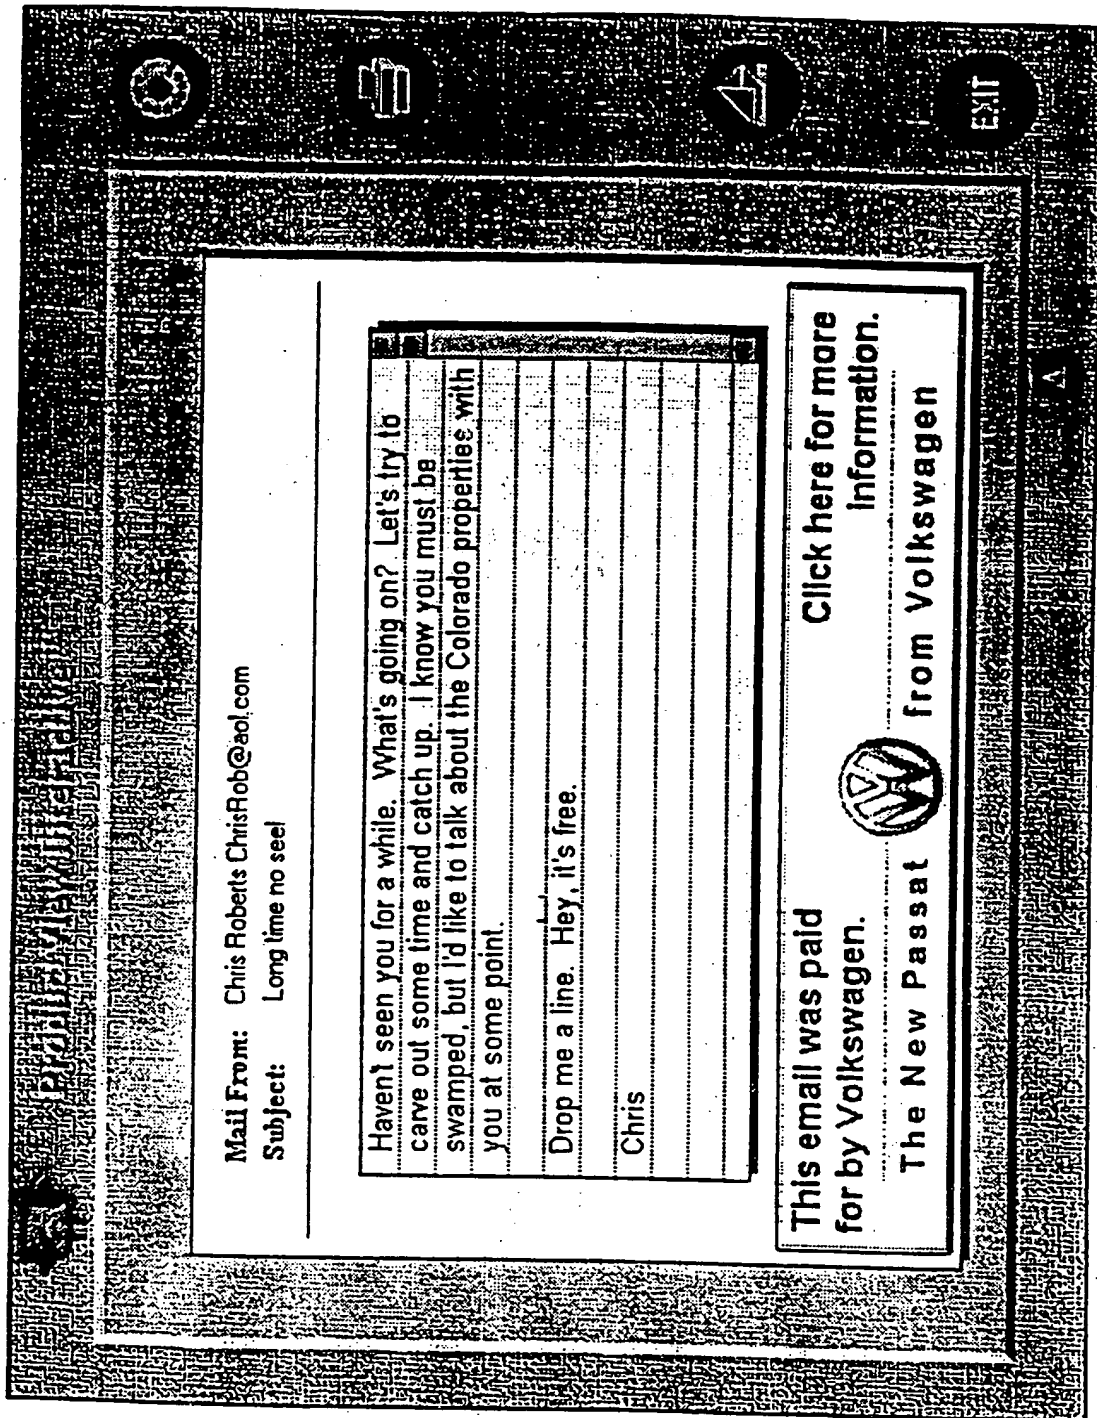 ProfileView Interactive
Mail From: Chris Roberts ChrisRob@aol.com
Subject: Long time no see!
Haven't seen you for a while. What's going on? Let's try to
carve out some time and catch up. I know you must be
swamped, but I'd like to talk about the Colorado properties with
you at some point.
Drop me a line. Hey, it's free.
Chris
This email was paid
for by Volkswagen.
Click here for more
Information.
The New Passat from Volkswagen
EXIT